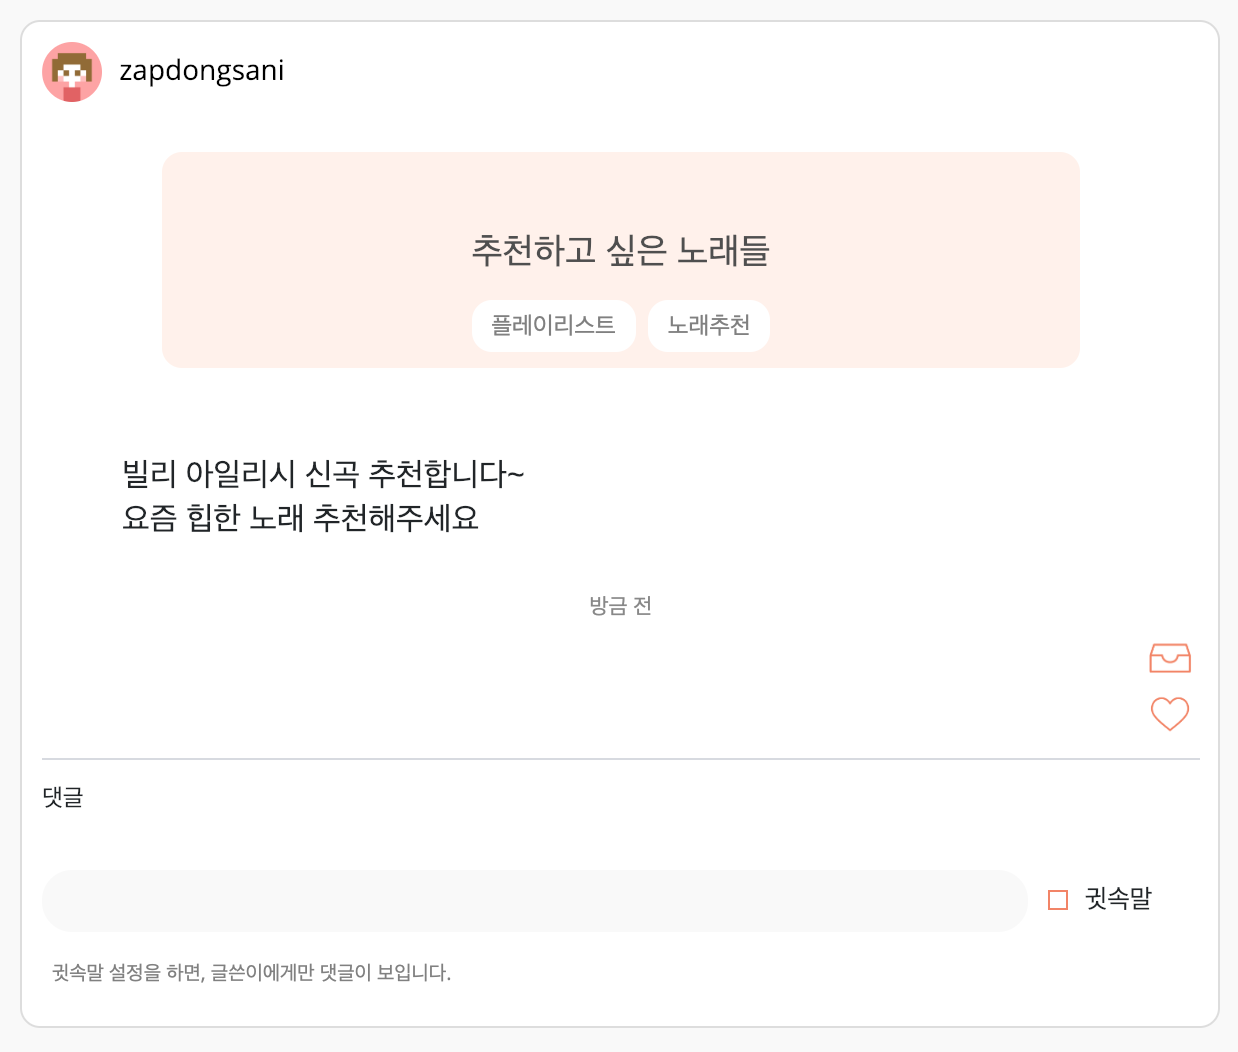 zapdongsani
추천하고 싶은 노래들
플레이리스트 노래추천
빌리 아일리시 신곡 추천합니다~
요즘 힙한 노래 추천해주세요
방금 전
댓글
귓속말
귓속말 설정을 하면, 글쓴이에게만 댓글이 보입니다.